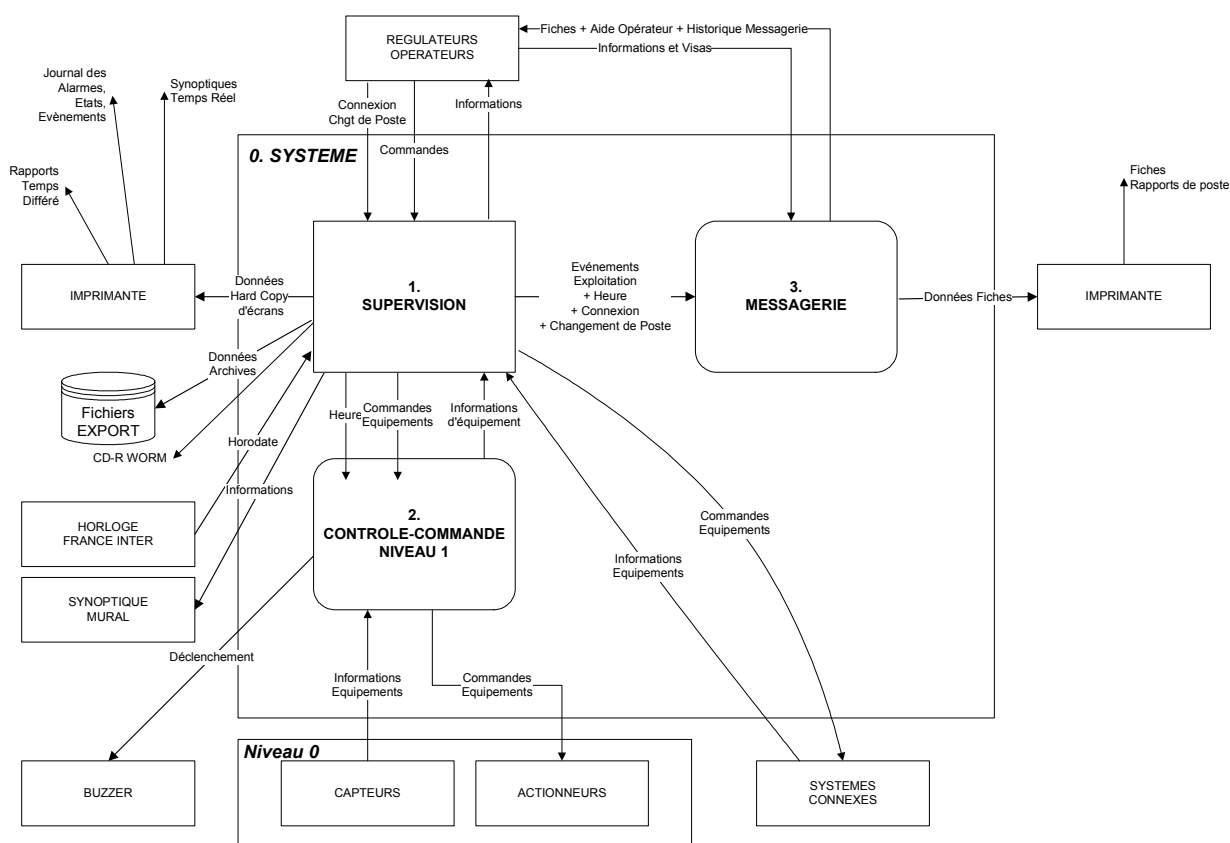 REGULATEURS
OPERATEURS
Fiches + Aide Opérateur + Historique Messagerie
Informations et Visas
Journal des
Alarmes,
Etats,
Evènements
Synoptiques
Temps Réel
Connexion
Chgt de Poste
Informations
Commandes
0. SYSTEME
Rapports
Temps
Différé
Fiches
Rapports de poste
IMPRIMANTE
Données
Hard Copy
d'écrans
1.
SUPERVISION
Evénements
Exploitation
+ Heure
+ Connexion
+ Changement de Poste
3.
MESSAGERIE
Données Fiches
IMPRIMANTE
Données
Archives
Fichiers
EXPORT
CD-R WORM
Heure
Commandes
Equipements
Informations
d'équipement
Horodate
Informations
HORLOGE
FRANCE INTER
2.
CONTROLE-COMMANDE
NIVEAU 1
Commandes
Equipements
Informations
Equipements
SYNOPTIQUE
MURAL
Déclenchement
Informations
Equipements
Commandes
Equipements
Niveau 0
BUZZER
CAPTEURS
ACTIONNEURS
SYSTEMES
CONNEXES